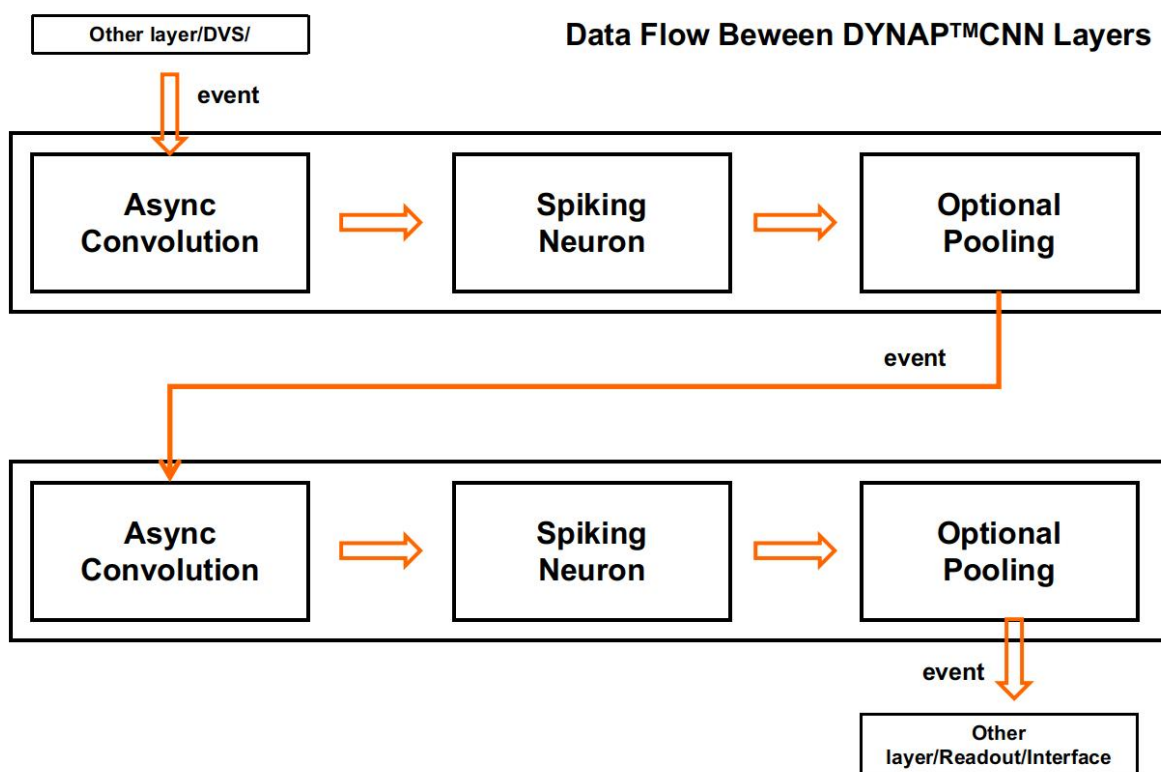 Other layer/DVS/
Data Flow Beween DYNAP™CNN Layers
event
Async
Convolution
Spiking
Neuron
Optional
Pooling
event
Async
Convolution
Spiking
Neuron
Optional
Pooling
event
Other
layer/Readout/Interface